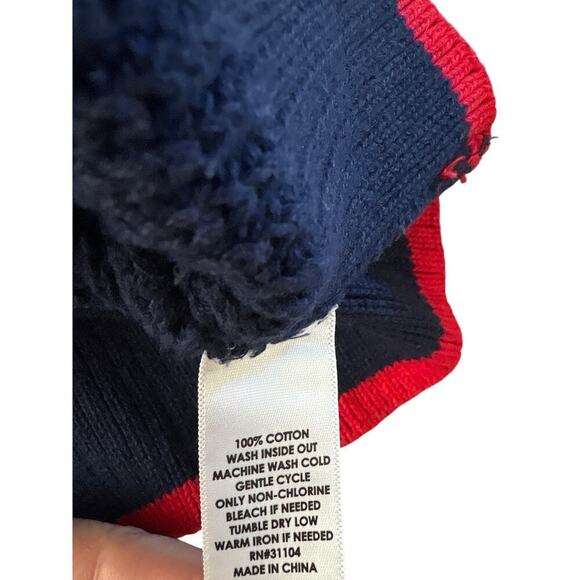 100% COTTON
WASH INSIDE OUT
MACHINE WASH COLD
GENTLE CYCLE
ONLY NON-CHLORINE
BLEACH IF NEEDED
TUMBLE DRY LOW
WARM IRON IF NEEDED
RN#31104
MADE IN CHINA